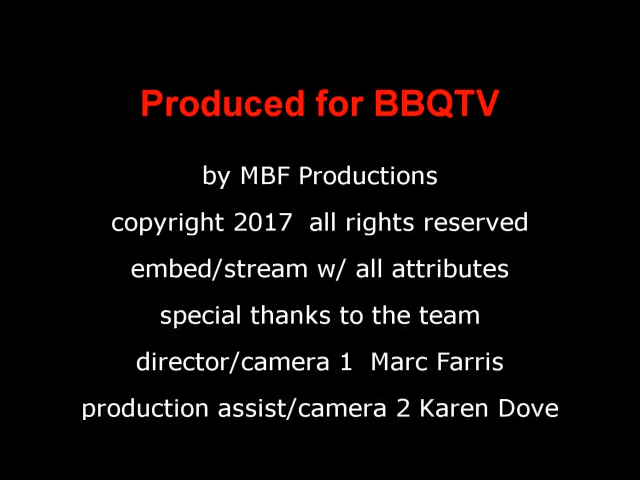 Produced for BBQTV
by MBF Productions
copyright 2017  all rights reserved
embed/stream w/ all attributes
special thanks to the team
director/camera 1  Marc Farris
production assist/camera 2 Karen Dove